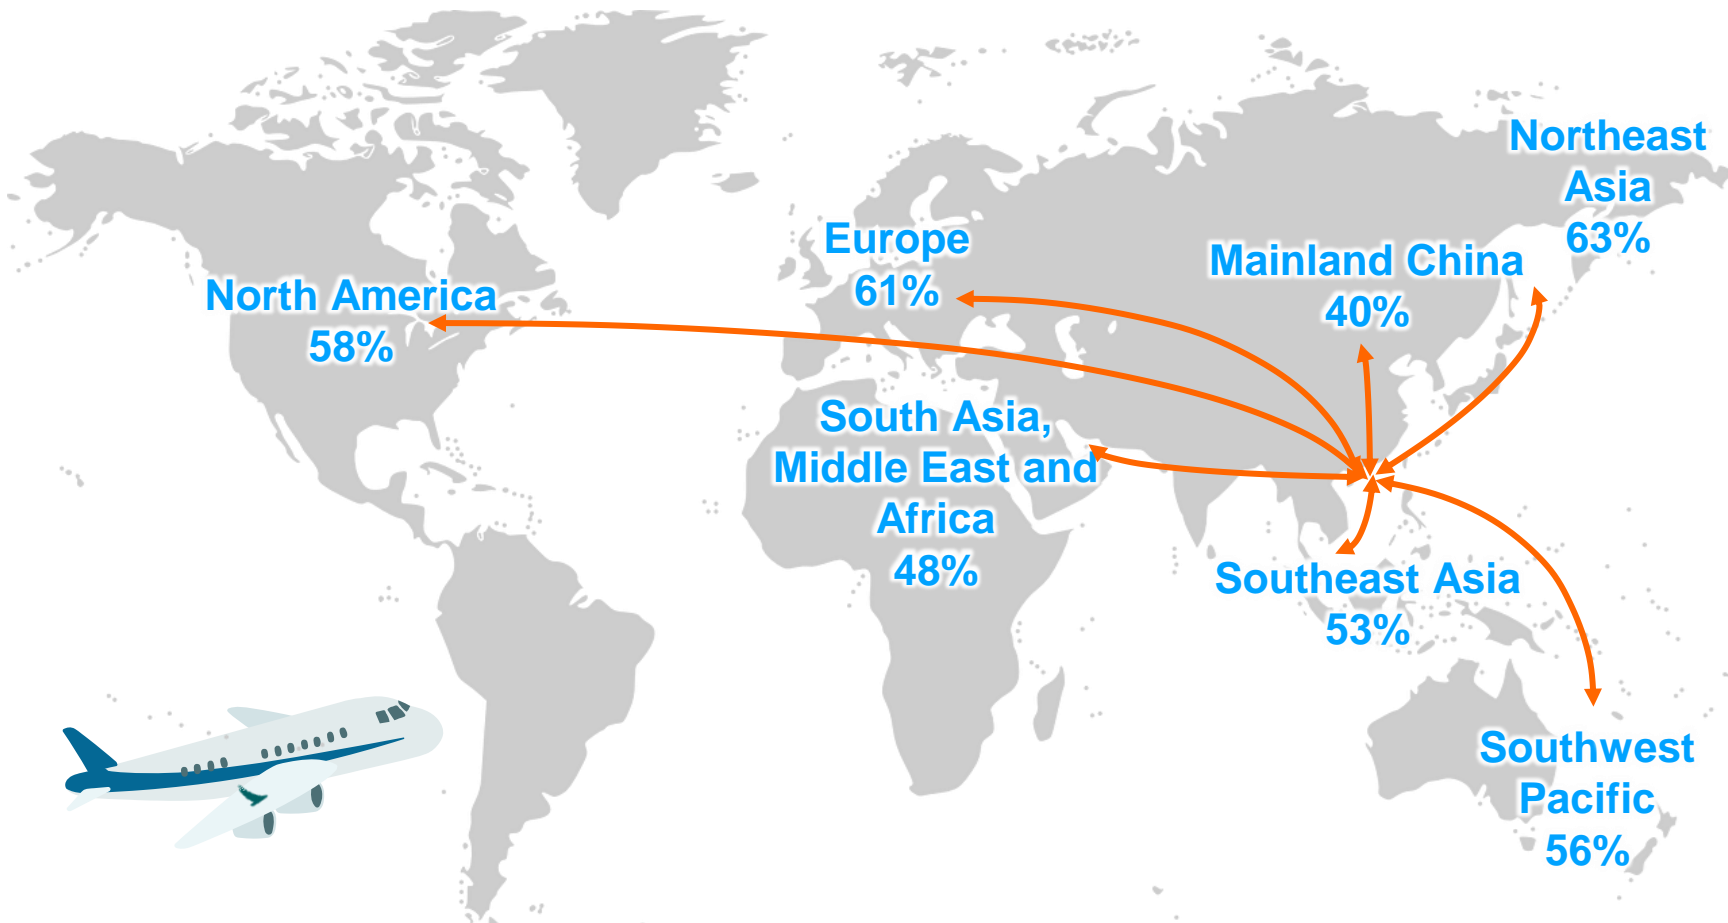 Northeast
Asia
63%
Europe
61%
Mainland China
40%
North America
58%
South Asia,
Middle East and
Africa
48%
Southeast Asia
53%
Southwest
Pacific
56%